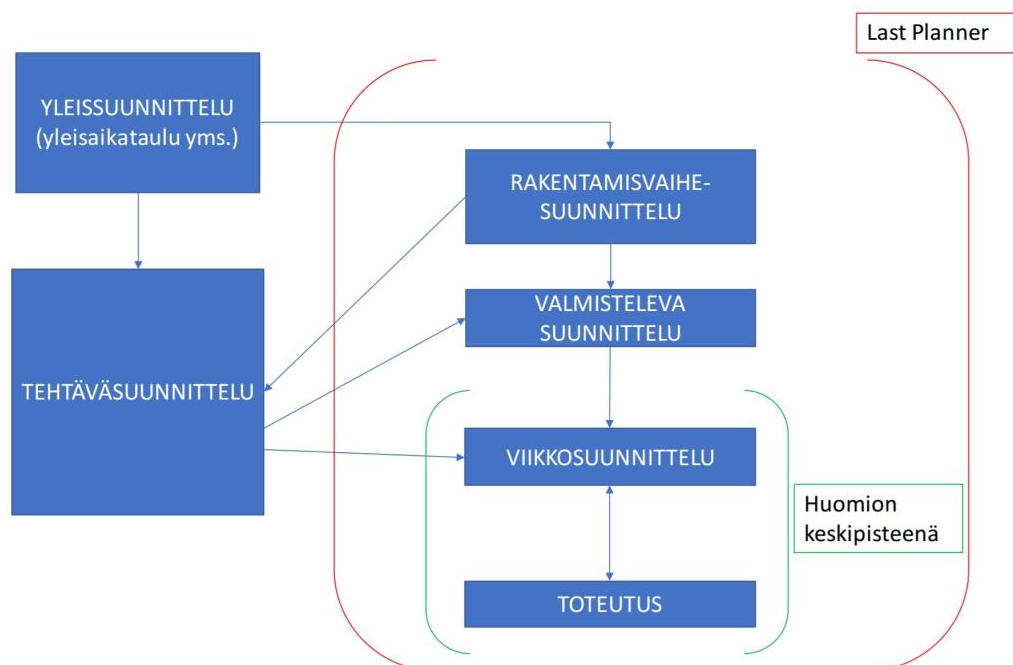 Last Planner
YLEISSUUNNITTELU
(yleisaikataulu yms.)
RAKENTAMISVAIHE-
SUUNNITTELU
VALMISTELEVA
SUUNNITTELU
TEHTÄVÄSUUNNITTELU
VIIKKOSUUNNITTELU
Huomion
keskipisteenä
TOTEUTUS